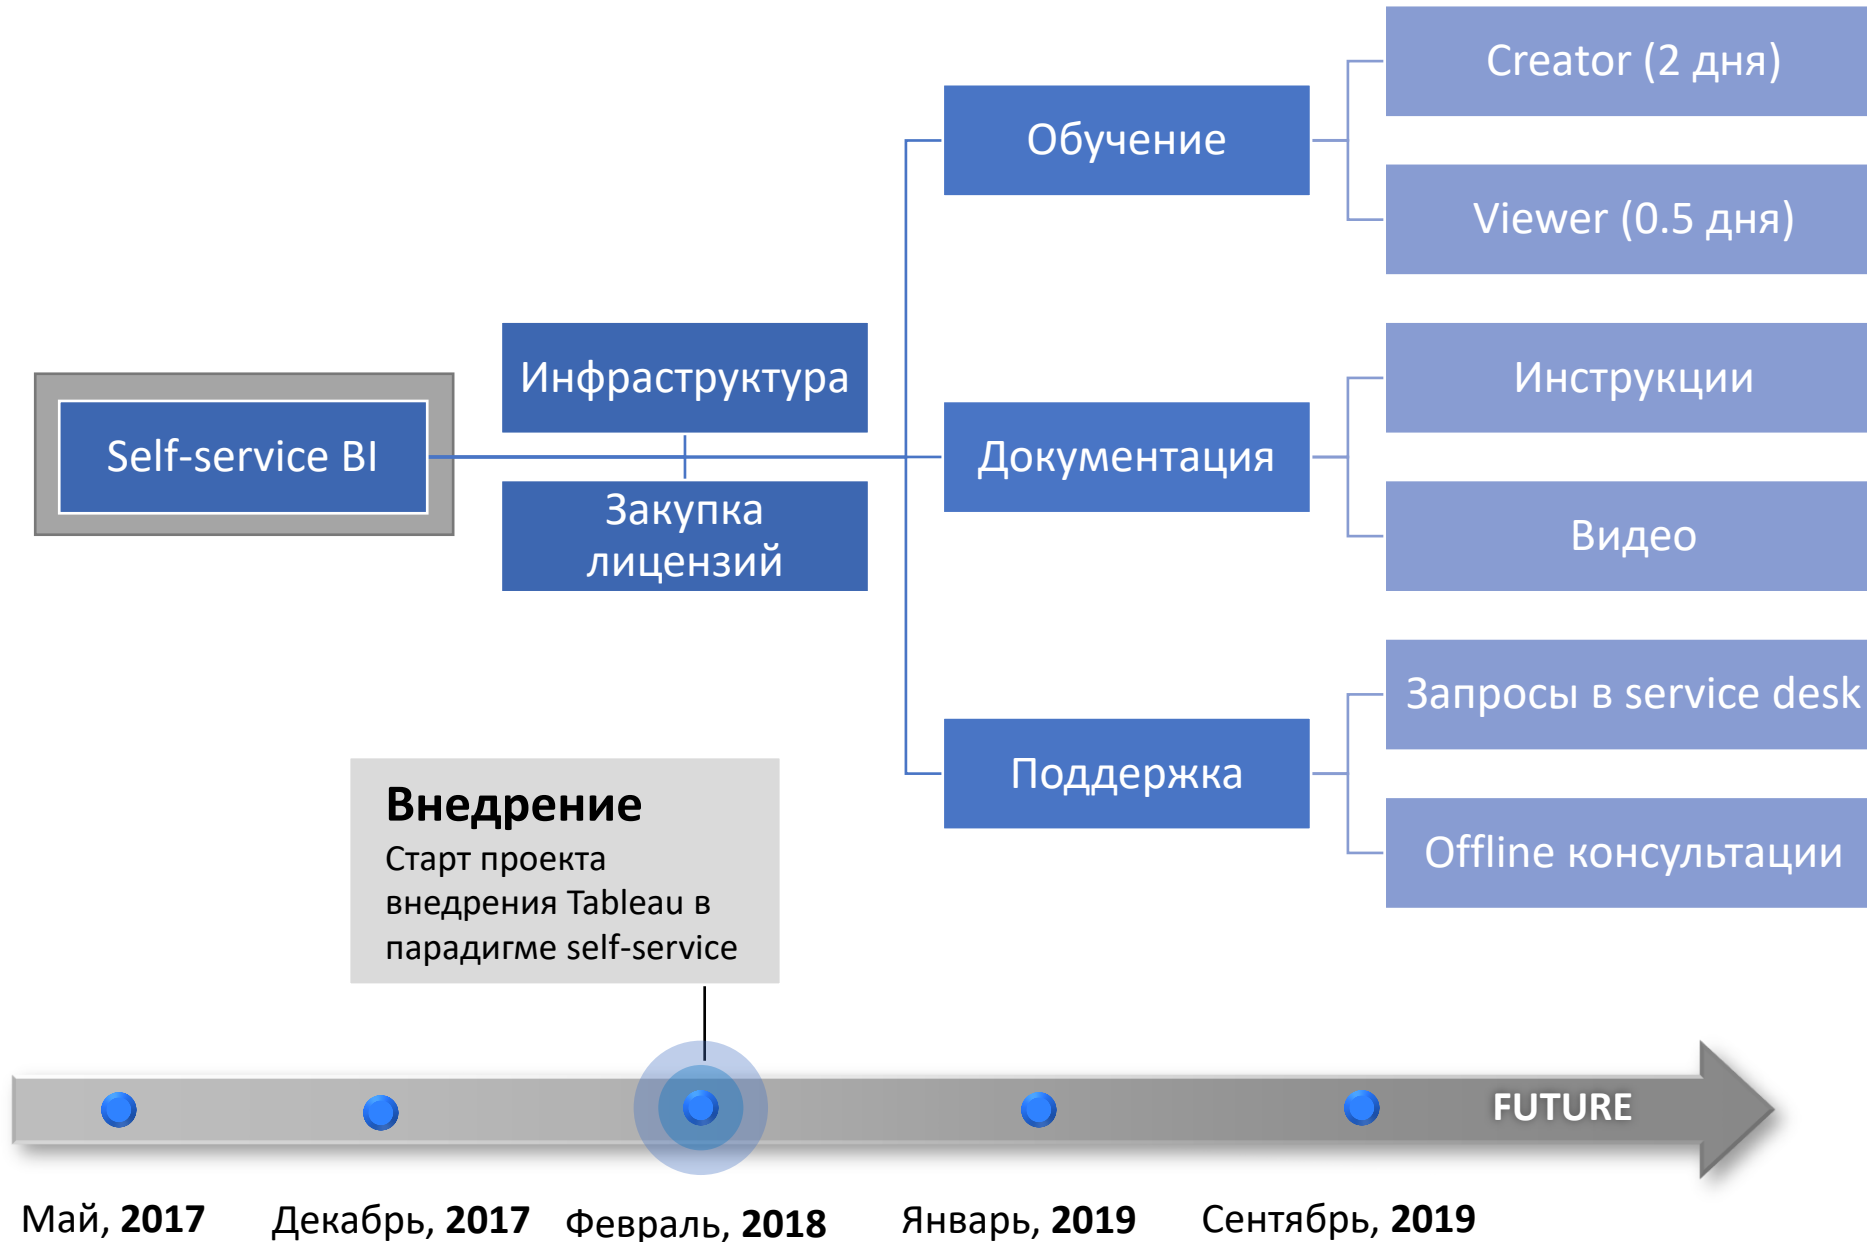 Creator (2 дня)
Обучение
Viewer (0.5 дня)
Инфраструктура
Инструкции
Self-service BI
Документация
Закупка
лицензий
Видео
Запросы в service desk
Поддержка
Offline консультации
Внедрение
Старт проекта
внедрения Tableau в
парадигме self-service
FUTURE
Май, 2017
Декабрь, 2017
Февраль, 2018
Январь, 2019
Сентябрь, 2019